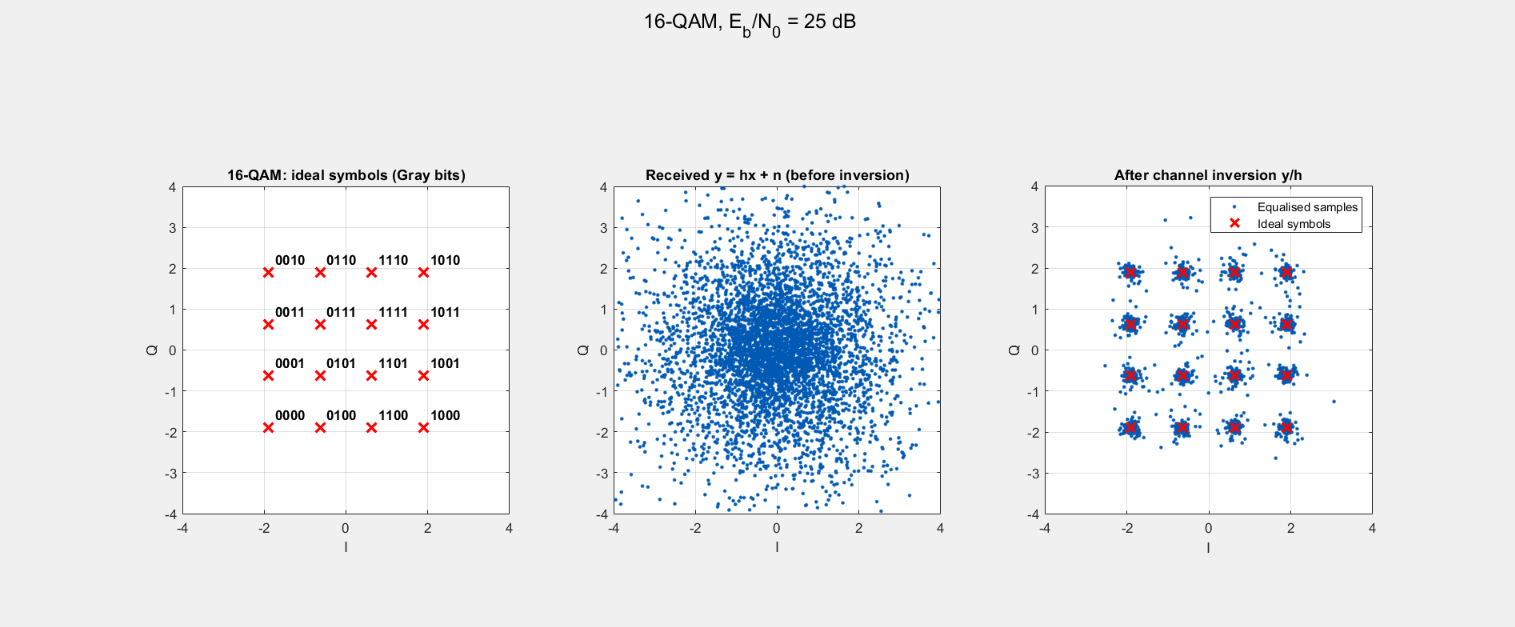 16-QAM, E_b/N_0 = 25 dB
16-QAM: ideal symbols (Gray bits)
4
3
2
1
0
-1
-2
-3
-4
Q
0010 0110 1110 1010
0011 0111 1111 1011
0001 0101 1101 1001
0000 0100 1100 1000
-4 -2 0 2 4
I
Received y = hx + n (before inversion)
4
3
2
1
0
-1
-2
-3
-4
Q
-4 -2 0 2 4
I
After channel inversion y/h
4
3
2
1
0
-1
-2
-3
-4
Q
Equalised samples
Ideal symbols
-4 -2 0 2 4
I